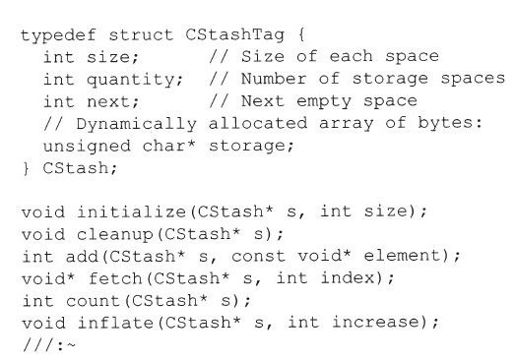 typedef struct CStashTag {
  int size;      // Size of each space
  int quantity;  // Number of storage spaces
  int next;      // Next empty space
  // Dynamically allocated array of bytes:
  unsigned char* storage;
} CStash;

void initialize(CStash* s, int size);
void cleanup(CStash* s);
int add(CStash* s, const void* element);
void* fetch(CStash* s, int index);
int count(CStash* s);
void inflate(CStash* s, int increase);
///:~